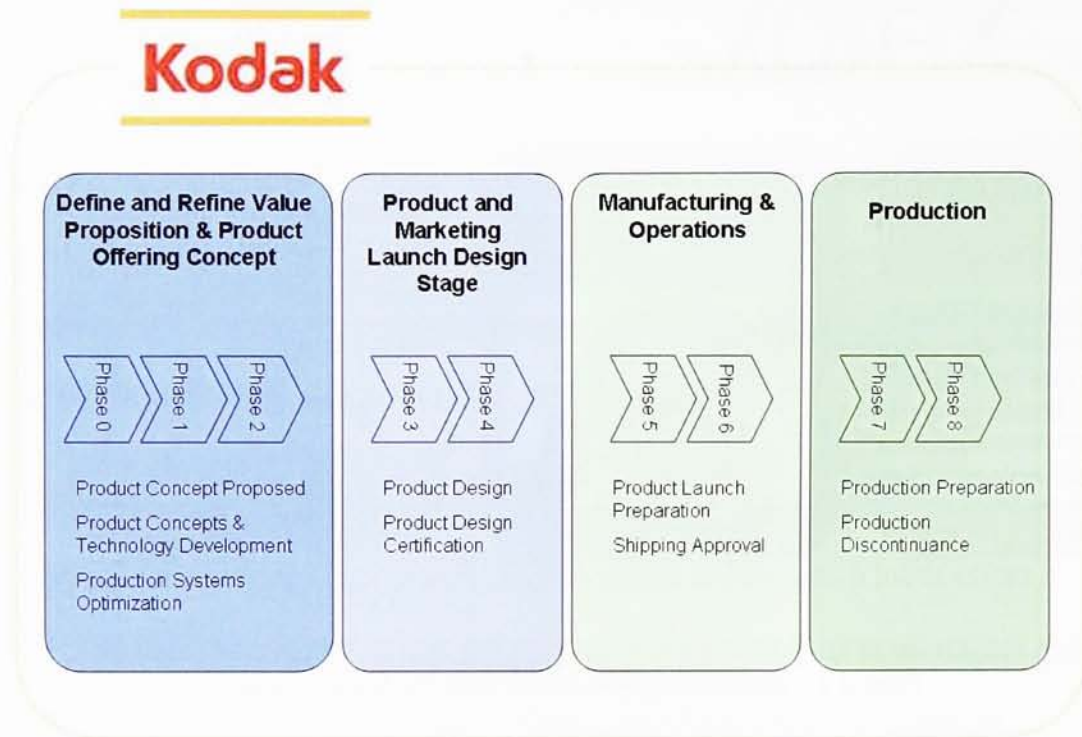 Kodak
Define and Refine Value
Proposition & Product
Offering Concept
Phase 0
Phase 1
Phase 2
Product Concept Proposed
Product Concepts &
Technology Development
Production Systems
Optimization
Product and
Marketing
Launch Design
Stage
Phase 3
Phase 4
Product Design
Product Design
Certification
Manufacturing &
Operations
Phase 5
Phase 6
Product Launch
Preparation
Shipping Approval
Production
Phase 7
Phase 8
Production Preparation
Production
Discontinuance